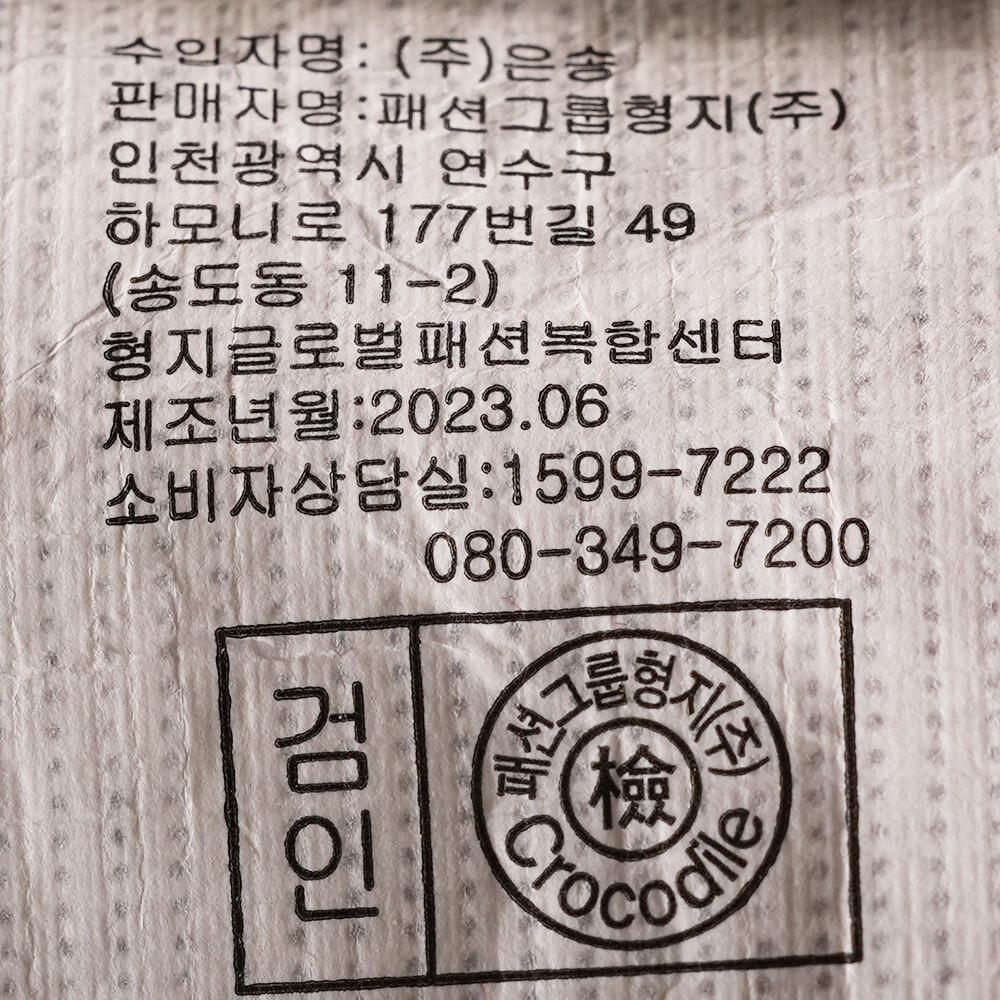 수입자명: (주)은송
판매자명:패션그룹형지(주)
인천광역시 연수구
하모니로 177번길 49
(송도동 11-2)
형지글로벌패션복합센터
제조년월:2023.06
소비자상담실:1599-7222
080-349-7200
검인
패션그룹형지(주)
檢
Crocodile